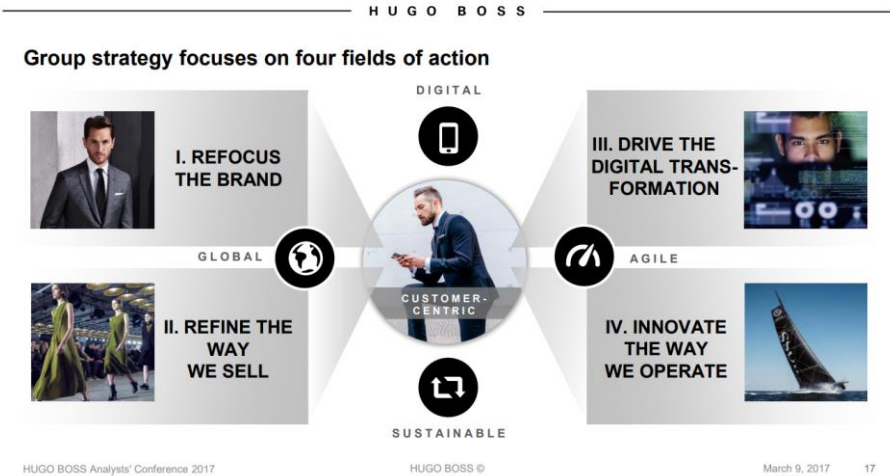 HUGO BOSS
Group strategy focuses on four fields of action
DIGITAL
I. REFOCUS
THE BRAND
III. DRIVE THE
DIGITAL TRANS-
FORMATION
GLOBAL
AGILE
CUSTOMER-
CENTRIC
II. REFINE THE
WAY
WE SELL
IV. INNOVATE
THE WAY
WE OPERATE
SUSTAINABLE
HUGO BOSS Analysts' Conference 2017
HUGO BOSS ©
March 9, 2017 17